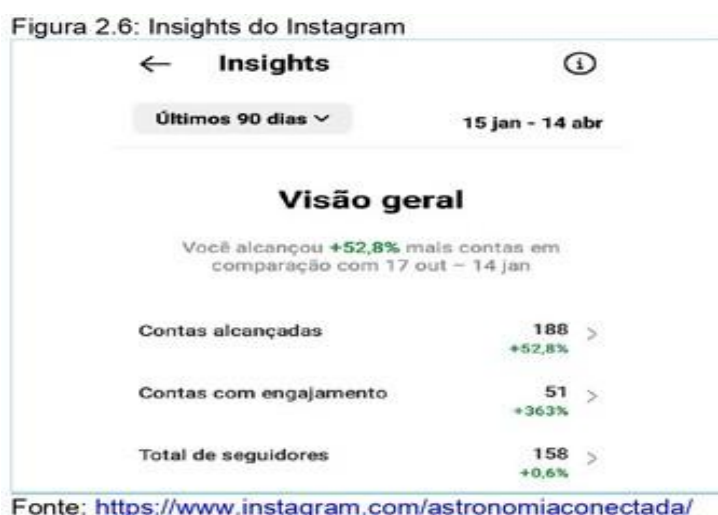 Figura 2.6: Insights do Instagram
← Insights
Últimos 90 dias
15 jan - 14 abr
Visão geral
Você alcançou +52,8% mais contas em
comparação com 17 out – 14 jan
Contas alcançadas 188 >
+52,8%
Contas com engajamento 51 >
+363%
Total de seguidores 158 >
+0,6%
Fonte: https://www.instagram.com/astronomiaconectada/